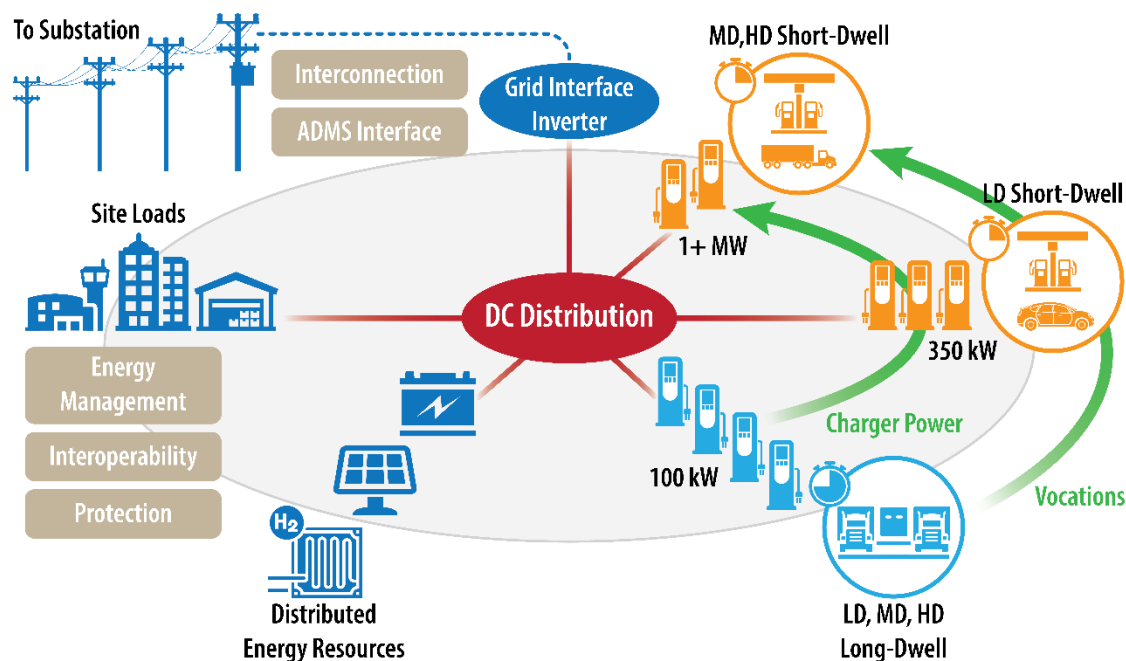 To Substation
Interconnection
ADMS Interface
Grid Interface
Inverter
MD,HD Short-Dwell
LD Short-Dwell
Site Loads
1+ MW
DC Distribution
350 kW
Energy
Management
Interoperability
Protection
Charger Power
100 kW
Vocations
H2
Distributed
Energy Resources
LD, MD, HD
Long-Dwell